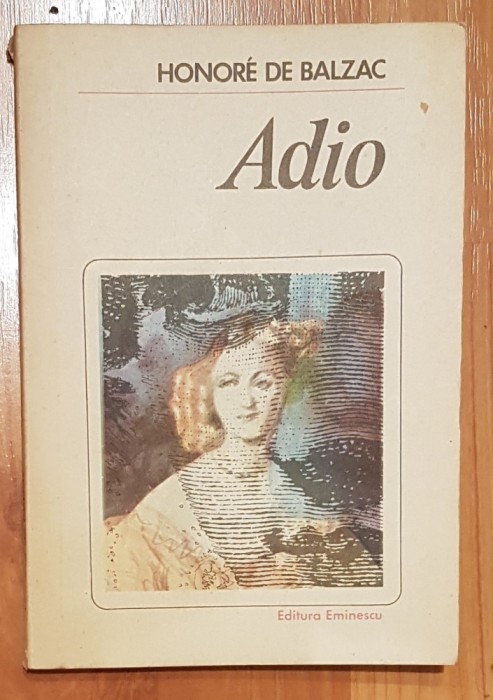 HONORÉ DE BALZAC
Adio
Editura Eminescu